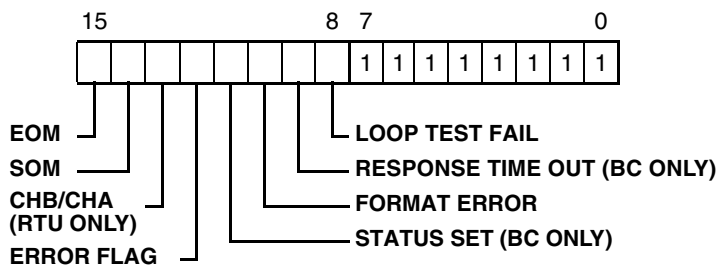 15 8 7 0
1 1 1 1 1 1 1 1
EOM
SOM
CHB/CHA
(RTU ONLY)
ERROR FLAG
LOOP TEST FAIL
RESPONSE TIME OUT (BC ONLY)
FORMAT ERROR
STATUS SET (BC ONLY)